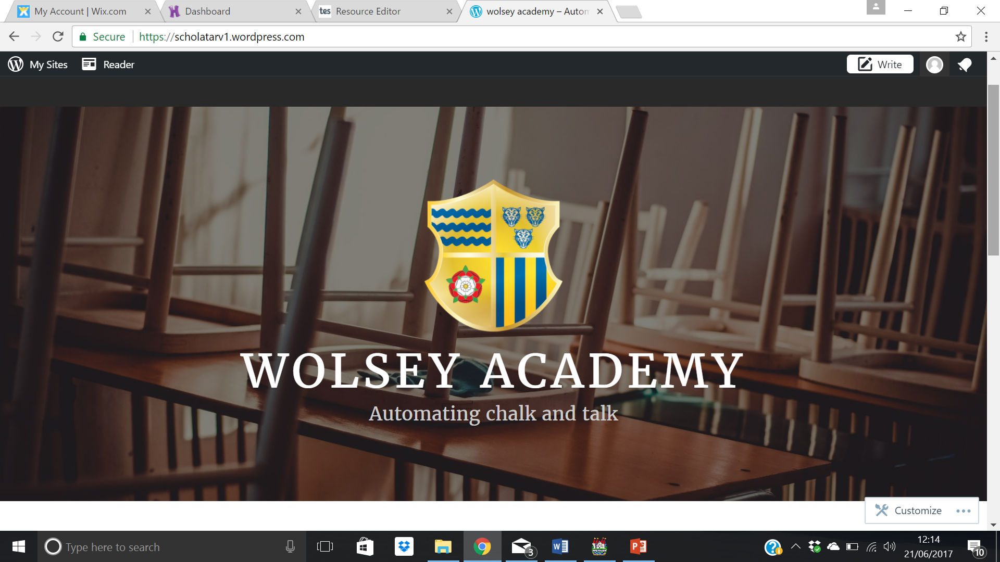 My Account | Wix.com
Dashboard
tes Resource Editor
wolsey academy – Autom
Secure https://scholatarv1.wordpress.com
My Sites
Reader
Write
WOLSEY ACADEMY
Automating chalk and talk
Customize
Type here to search
3
12:14
21/06/2017
10